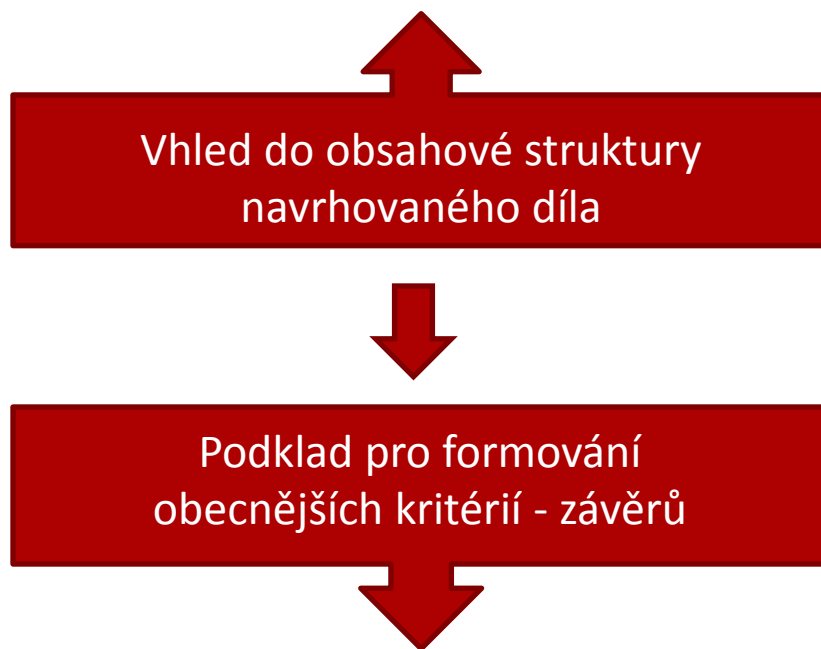 Vhled do obsahové struktury
navrhovaného díla
Podklad pro formování
obecnějších kritérií - závěrů